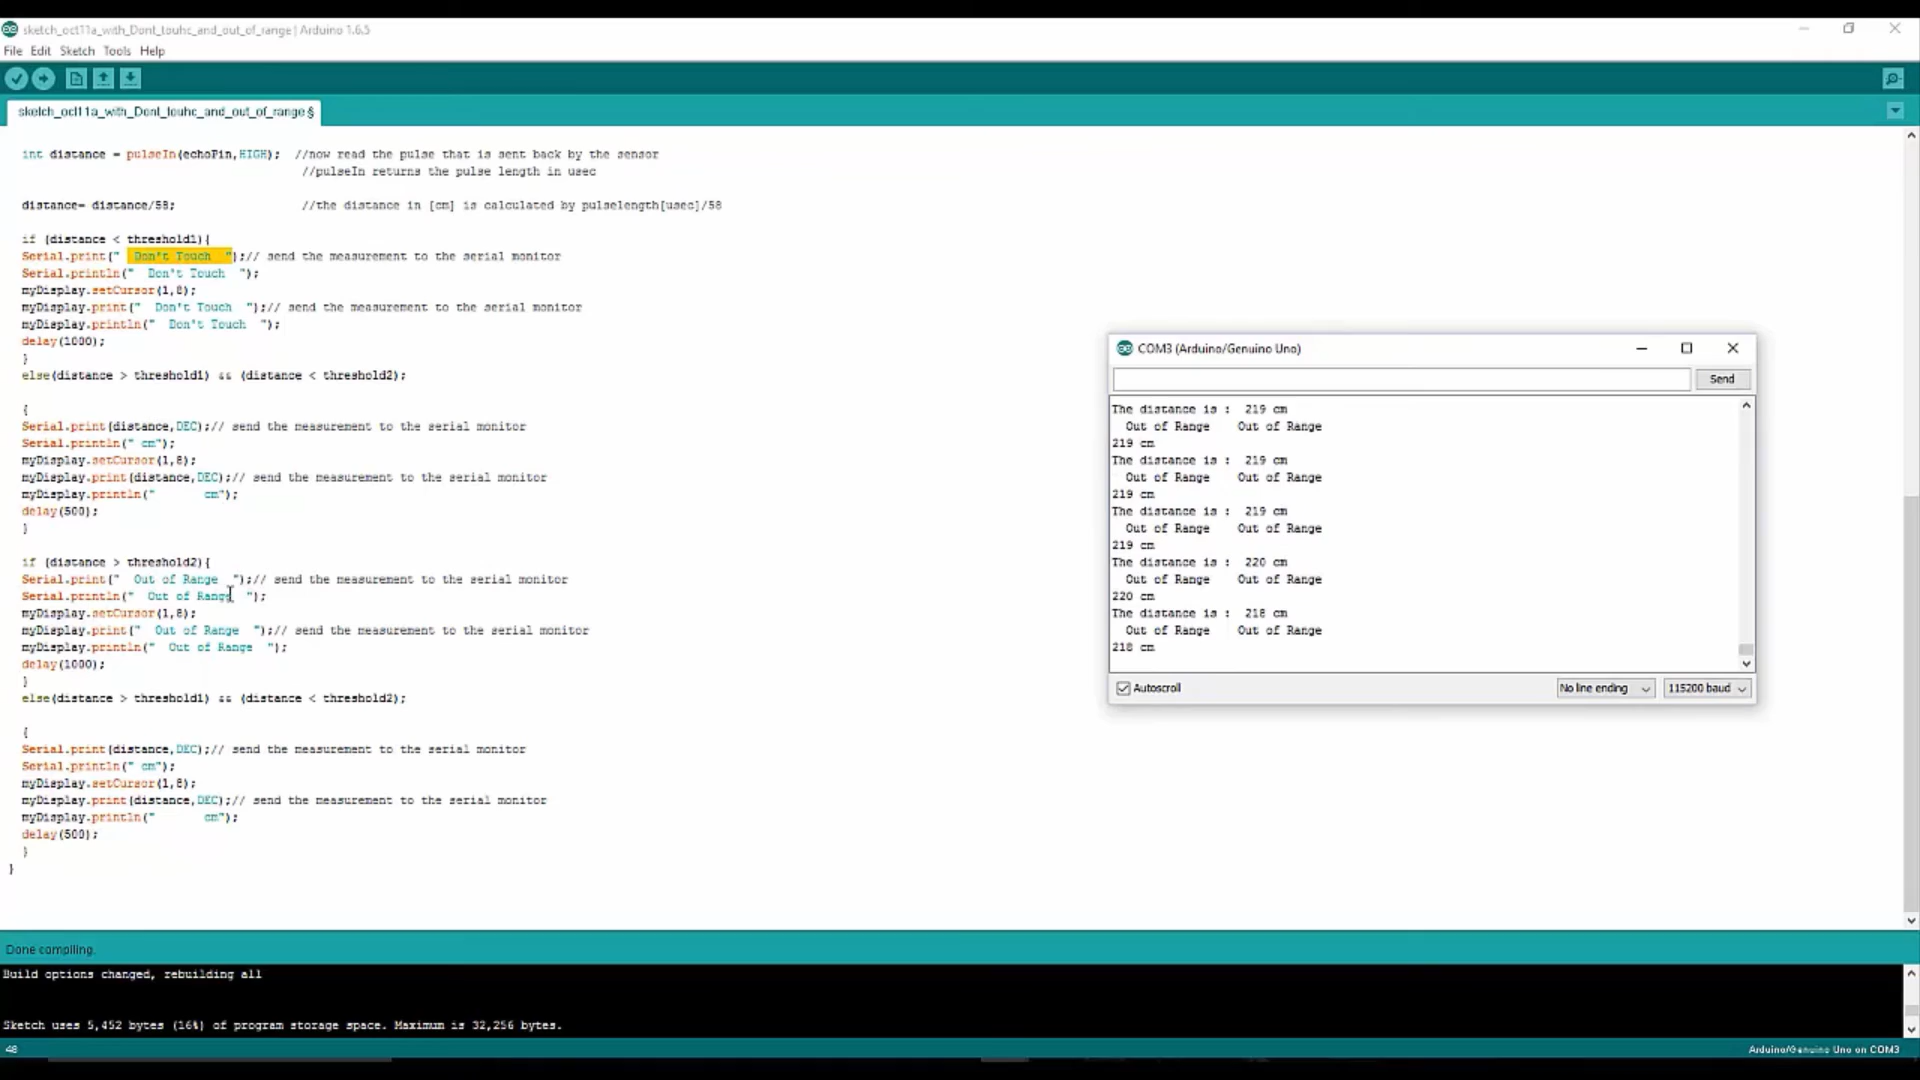 sketch_oct11a_with_Dont_touhc_and_out_of_range | Arduino 1.6.5
File Edit Sketch Tools Help
sketch_oct11a_with_Dont_touhc_and_out_of_range §
int distance = pulseIn(echoPin,HIGH);  //now read the pulse that is sent back by the sensor
//pulseIn returns the pulse length in usec
distance= distance/58;  //the distance in [cm] is calculated by pulselength[usec]/58
if (distance < threshold1){
Serial.print("  Don't Touch  ");// send the measurement to the serial monitor
Serial.println("  Don't Touch  ");
myDisplay.setCursor(1,8);
myDisplay.print("  Don't Touch  ");// send the measurement to the serial monitor
myDisplay.println("  Don't Touch  ");
delay(1000);
}
else(distance > threshold1) && (distance < threshold2);
{
Serial.print(distance,DEC);// send the measurement to the serial monitor
Serial.println(" cm");
myDisplay.setCursor(1,8);
myDisplay.print(distance,DEC);// send the measurement to the serial monitor
myDisplay.println("       cm");
delay(500);
}
if (distance > threshold2){
Serial.print("  Out of Range  ");// send the measurement to the serial monitor
Serial.println("  Out of Range  ");
myDisplay.setCursor(1,8);
myDisplay.print("  Out of Range  ");// send the measurement to the serial monitor
myDisplay.println("  Out of Range  ");
delay(1000);
}
else(distance > threshold1) && (distance < threshold2);
{
Serial.print(distance,DEC);// send the measurement to the serial monitor
Serial.println(" cm");
myDisplay.setCursor(1,8);
myDisplay.print(distance,DEC);// send the measurement to the serial monitor
myDisplay.println("       cm");
delay(500);
}
}
COM3 (Arduino/Genuino Uno)
Send
The distance is :  219 cm
Out of Range    Out of Range
219 cm
The distance is :  219 cm
Out of Range    Out of Range
219 cm
The distance is :  219 cm
Out of Range    Out of Range
219 cm
The distance is :  220 cm
Out of Range    Out of Range
220 cm
The distance is :  218 cm
Out of Range    Out of Range
218 cm
Autoscroll No line ending 115200 baud
Done compiling.
Build options changed, rebuilding all
Sketch uses 5,452 bytes (16%) of program storage space. Maximum is 32,256 bytes.
48 Arduino/Genuino Uno on COM3